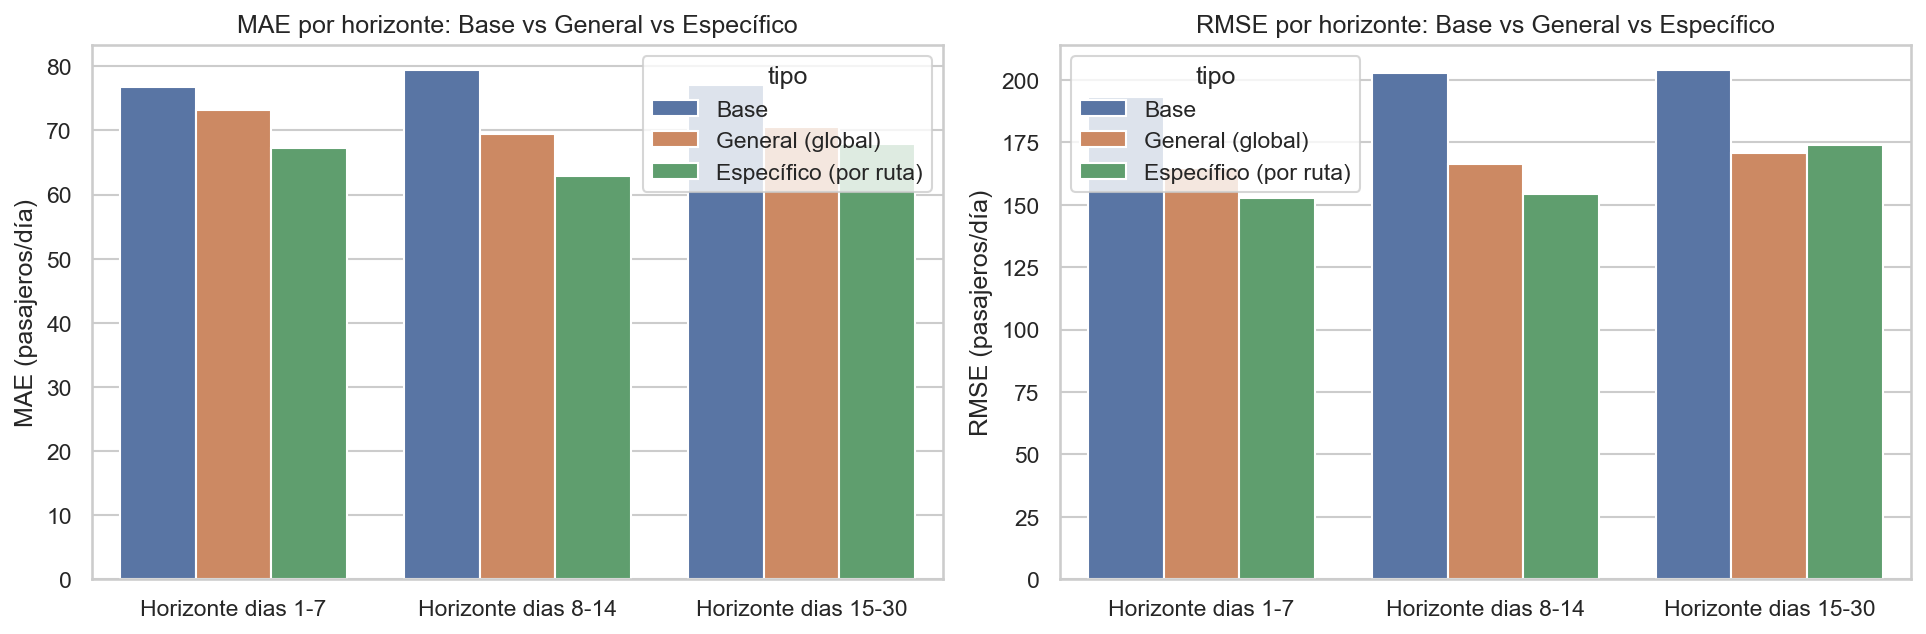 MAE por horizonte: Base vs General vs Específico
MAE (pasajeros/día)
80
70
60
50
40
30
20
10
0
tipo
Base
General (global)
Específico (por ruta)
Horizonte dias 1-7
Horizonte dias 8-14
Horizonte dias 15-30
RMSE por horizonte: Base vs General vs Específico
RMSE (pasajeros/día)
200
175
150
125
100
75
50
25
0
tipo
Base
General (global)
Específico (por ruta)
Horizonte dias 1-7
Horizonte dias 8-14
Horizonte dias 15-30